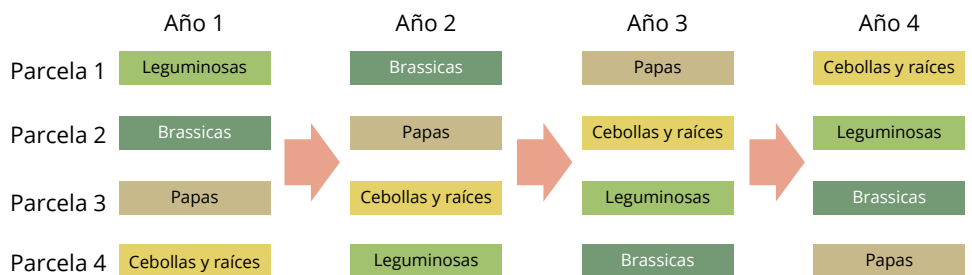 Año 1 Año 2 Año 3 Año 4
Parcela 1 Leguminosas Brassicas Papas Cebollas y raíces
Parcela 2 Brassicas Papas Cebollas y raíces Leguminosas
Parcela 3 Papas Cebollas y raíces Leguminosas Brassicas
Parcela 4 Cebollas y raíces Leguminosas Brassicas Papas